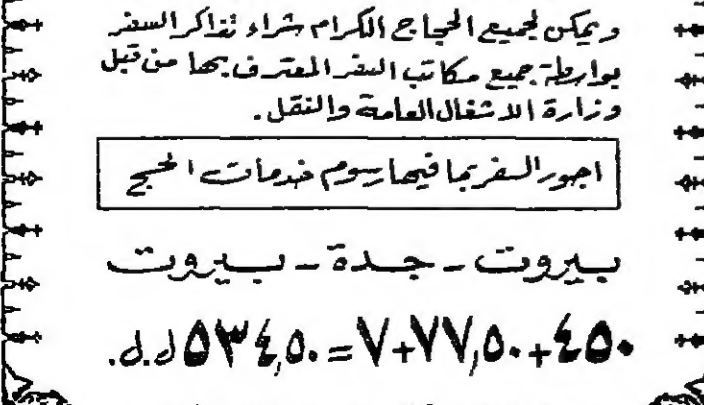 ويمكن لجميع الحجاج الكرام شراء تذاكر السفر
بواسطة جميع مكاتب السفر المعترف بها من قبل
وزارة الاشغال العامة والنقل.
اجور السفر بما فيها رسوم خدمات الحج
بيروت - جدة - بيروت
٤٥٠+٧٧,٥٠+٧=٥٣٤,٥٠ ل.ل.